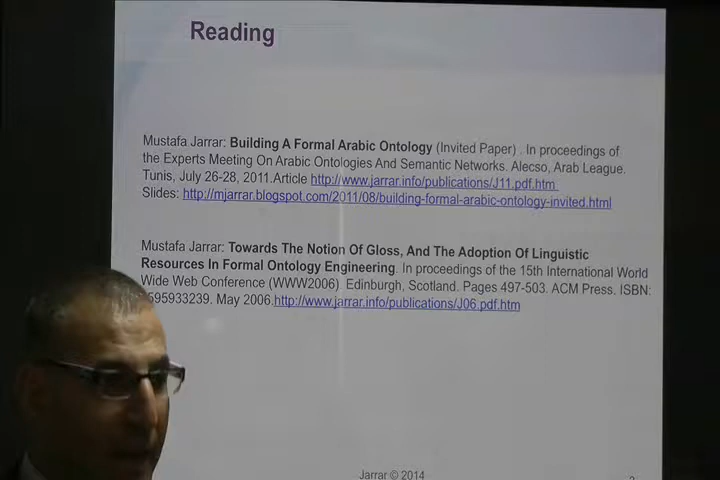 Reading
Mustafa Jarrar: Building A Formal Arabic Ontology (Invited Paper) . In proceedings of
the Experts Meeting On Arabic Ontologies And Semantic Networks. Alecso, Arab League.
Tunis, July 26-28, 2011.Article http://www.jarrar.info/publications/J11.pdf.htm
Slides: http://mjarrar.blogspot.com/2011/08/building-formal-arabic-ontology-invited.html
Mustafa Jarrar: Towards The Notion Of Gloss, And The Adoption Of Linguistic
Resources In Formal Ontology Engineering. In proceedings of the 15th International World
Wide Web Conference (WWW2006). Edinburgh, Scotland. Pages 497-503. ACM Press. ISBN:
595933239. May 2006.http://www.jarrar.info/publications/J06.pdf.htm
Jarrar © 2014